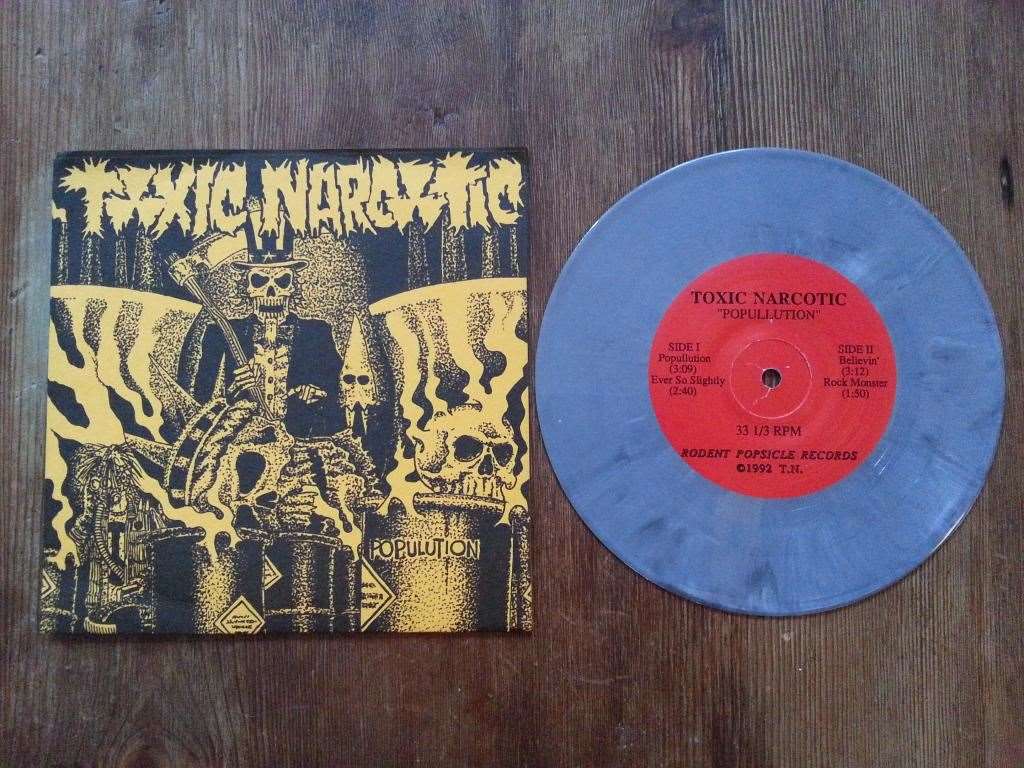 TOXIC NARCOTIC
POPULUTION
TOXIC NARCOTIC
"POPULLUTION"
SIDE I
Popullution
(3:09)
Ever So Slightly
(2:40)
SIDE II
Believin'
(3:12)
Rock Monster
(1:50)
33 1/3 RPM
RODENT POPSICLE RECORDS
©1992 T.N.